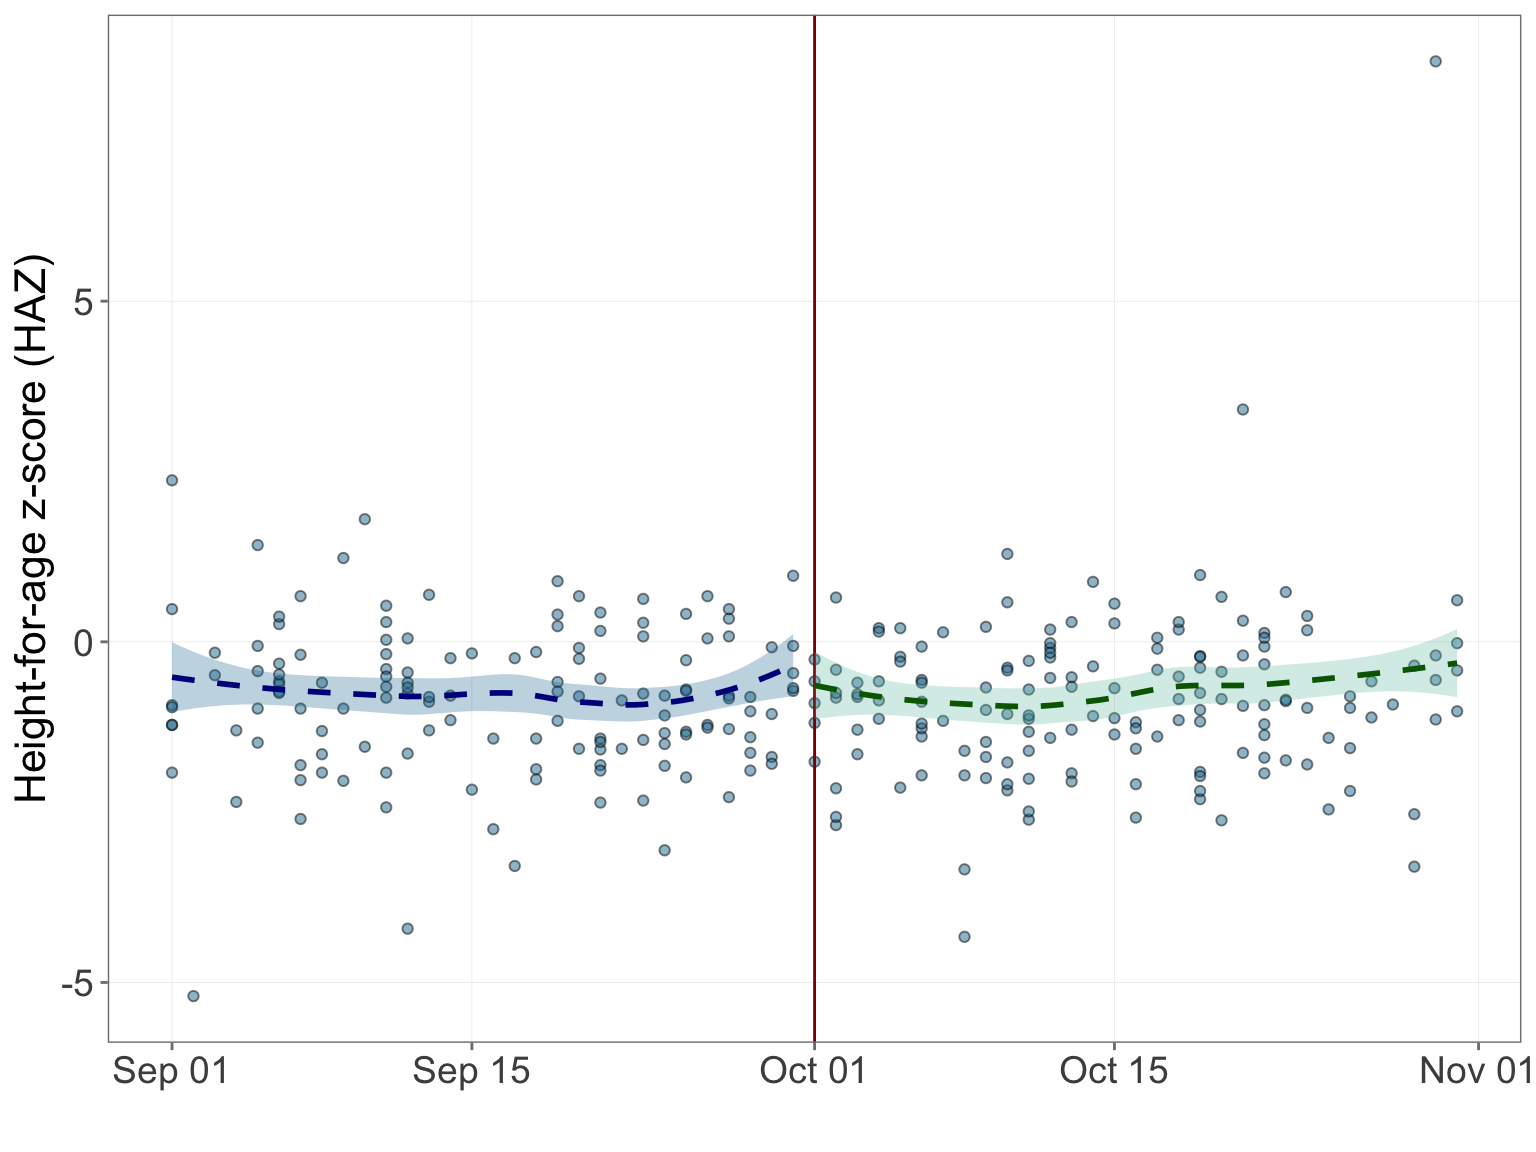 Height-for-age z-score (HAZ)
5
0
-5
Sep 01
Sep 15
Oct 01
Oct 15
Nov 01